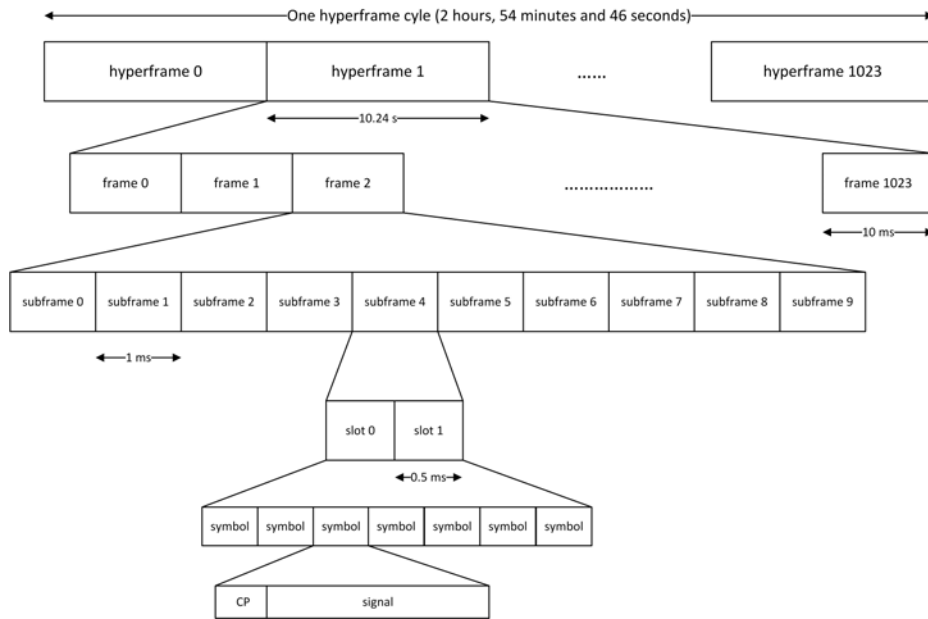 One hyperframe cyle (2 hours, 54 minutes and 46 seconds)
hyperframe 0 hyperframe 1 ...... hyperframe 1023
10.24 s
frame 0 frame 1 frame 2 .................. frame 1023
10 ms
subframe 0 subframe 1 subframe 2 subframe 3 subframe 4 subframe 5 subframe 6 subframe 7 subframe 8 subframe 9
1 ms
slot 0 slot 1
0.5 ms
symbol symbol symbol symbol symbol symbol symbol
CP signal